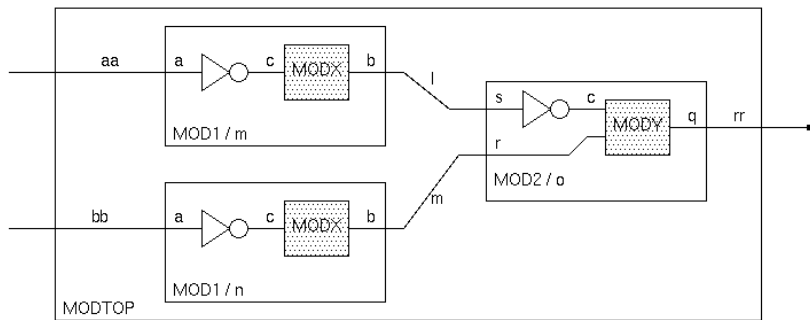 aa a c MODX b l
MOD1 / m
s c MODY q rr
r
MOD2 / o
bb a c MODX b m
MOD1 / n
MODTOP